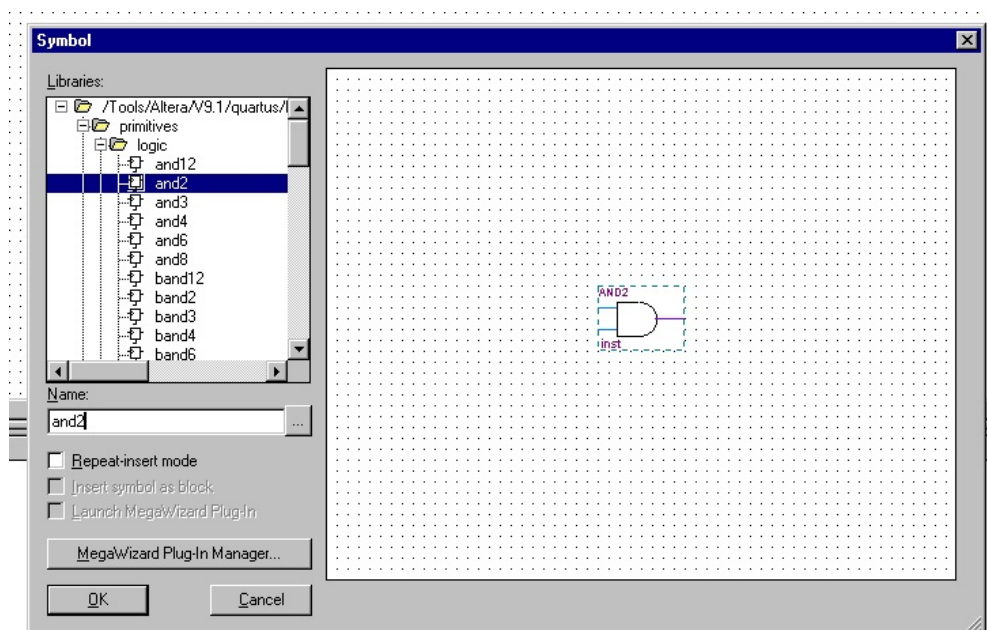 Symbol
Libraries:
/Tools/Altera/V9.1/quartus/l
primitives
logic
and12
and2
and3
and4
and6
and8
band12
band2
band3
band4
band6
Name:
and2
...
Repeat-insert mode
Insert symbol as block
Launch MegaWizard Plug-In
MegaWizard Plug-In Manager...
OK
Cancel
AND2
inst